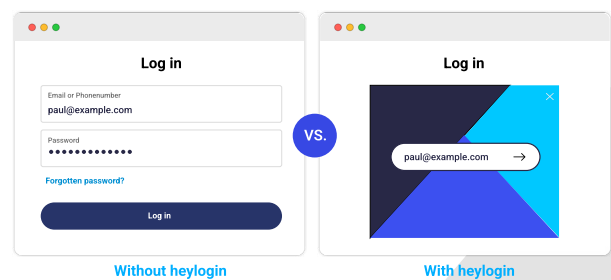 Log in
Email or Phonenumber
paul@example.com
Password
Forgotten password?
Log in
Without heylogin
VS.
Log in
paul@example.com
With heylogin